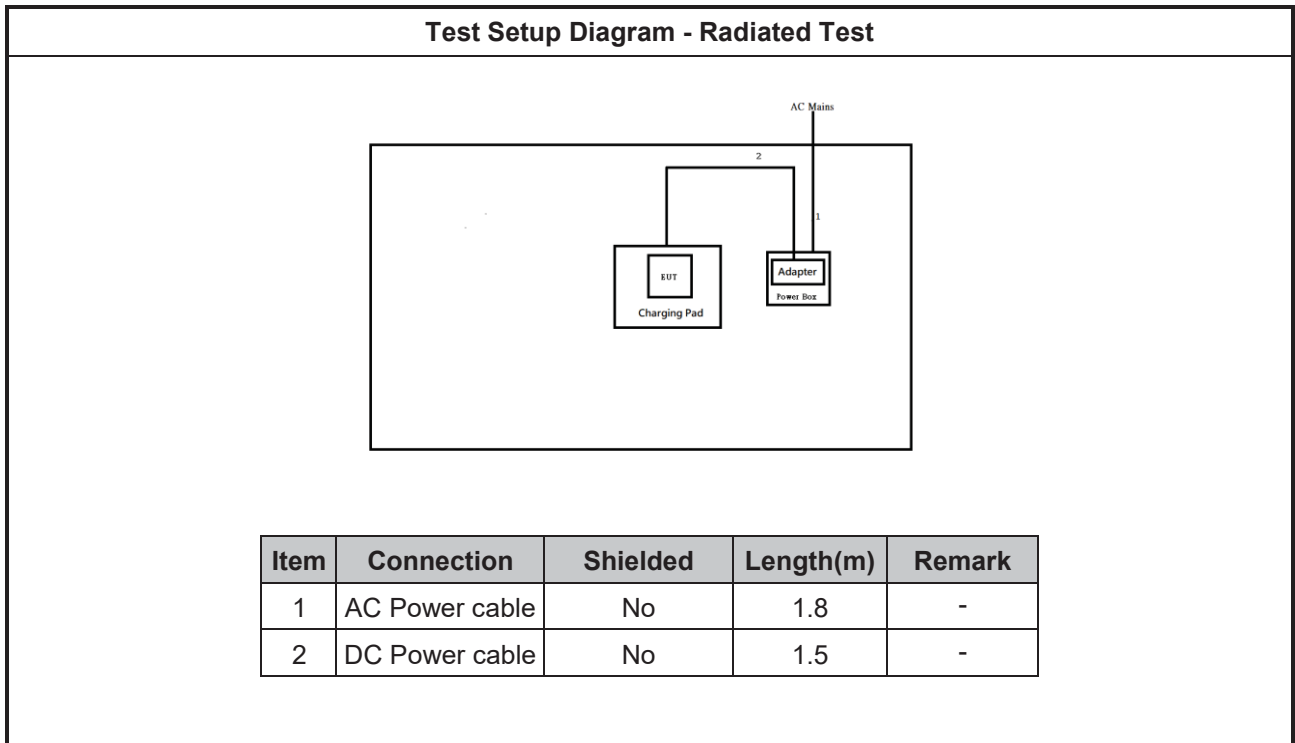 Test Setup Diagram - Radiated Test
AC Mains
2
1
EUT
Charging Pad
Adapter
Power Box
Item Connection Shielded Length(m) Remark
1 AC Power cable No 1.8 -
2 DC Power cable No 1.5 -